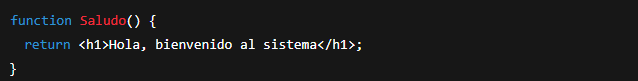 function Saludo() {
  return <h1>Hola, bienvenido al sistema</h1>;
}